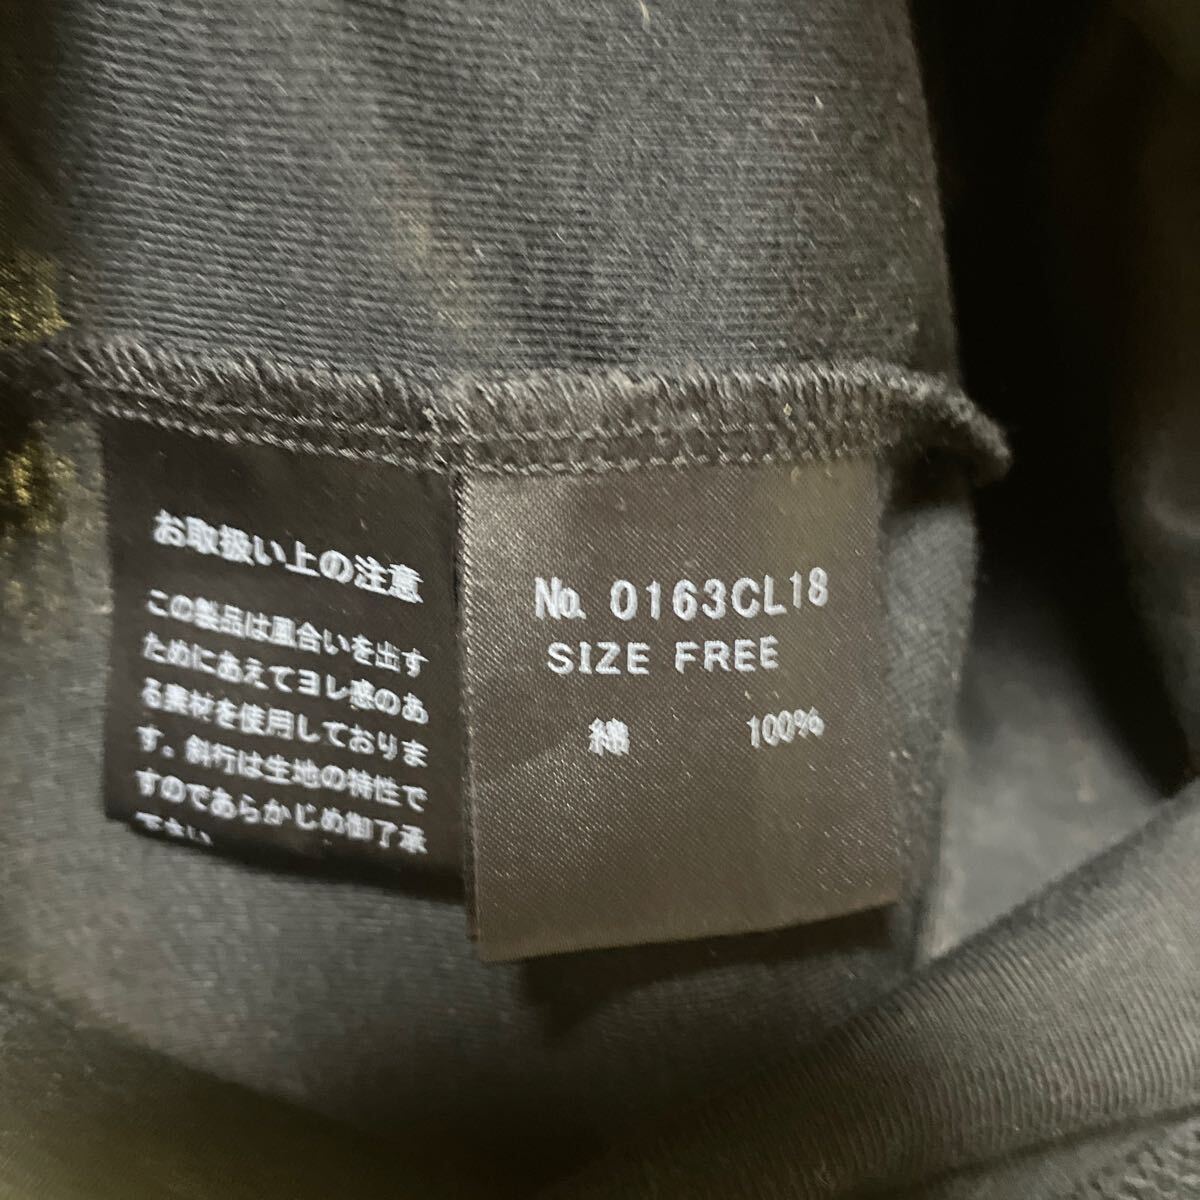 お取扱い上の注意
この製品は風合いを出す
ためにあえてヨレ感のあ
る素材を使用しておりま
す。斜行は生地の特性で
すのであらかじめ御了承
下さい
No. 0163CL18
SIZE FREE
綿 100%